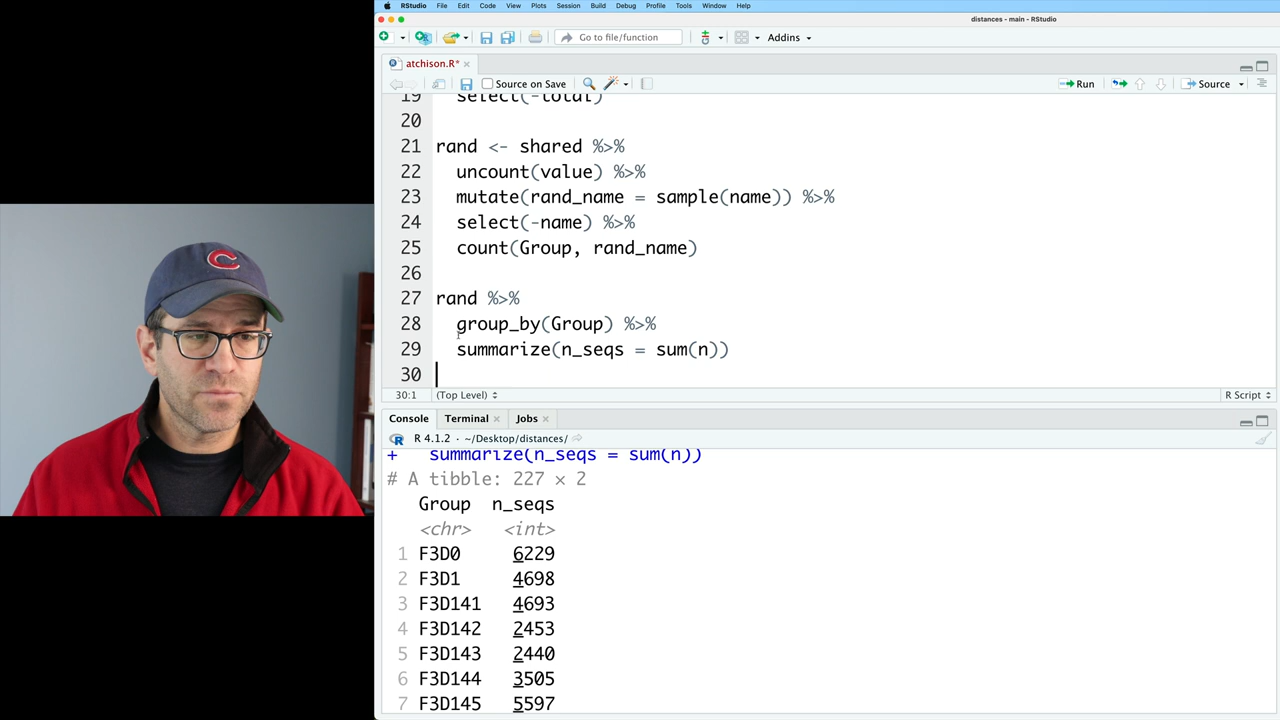 RStudio File Edit Code View Plots Session Build Debug Profile Tools Window Help
distances - main - RStudio
Go to file/function Addins
atchison.R*
Source on Save Run Source
19 select(-total)
20
21 rand <- shared %>%
22 uncount(value) %>%
23 mutate(rand_name = sample(name)) %>%
24 select(-name) %>%
25 count(Group, rand_name)
26
27 rand %>%
28 group_by(Group) %>%
29 summarize(n_seqs = sum(n))
30
30:1 (Top Level) R Script
Console Terminal Jobs
R 4.1.2 · ~/Desktop/distances/
+ summarize(n_seqs = sum(n))
# A tibble: 227 × 2
Group n_seqs
<chr> <int>
1 F3D0 6229
2 F3D1 4698
3 F3D141 4693
4 F3D142 2453
5 F3D143 2440
6 F3D144 3505
7 F3D145 5597